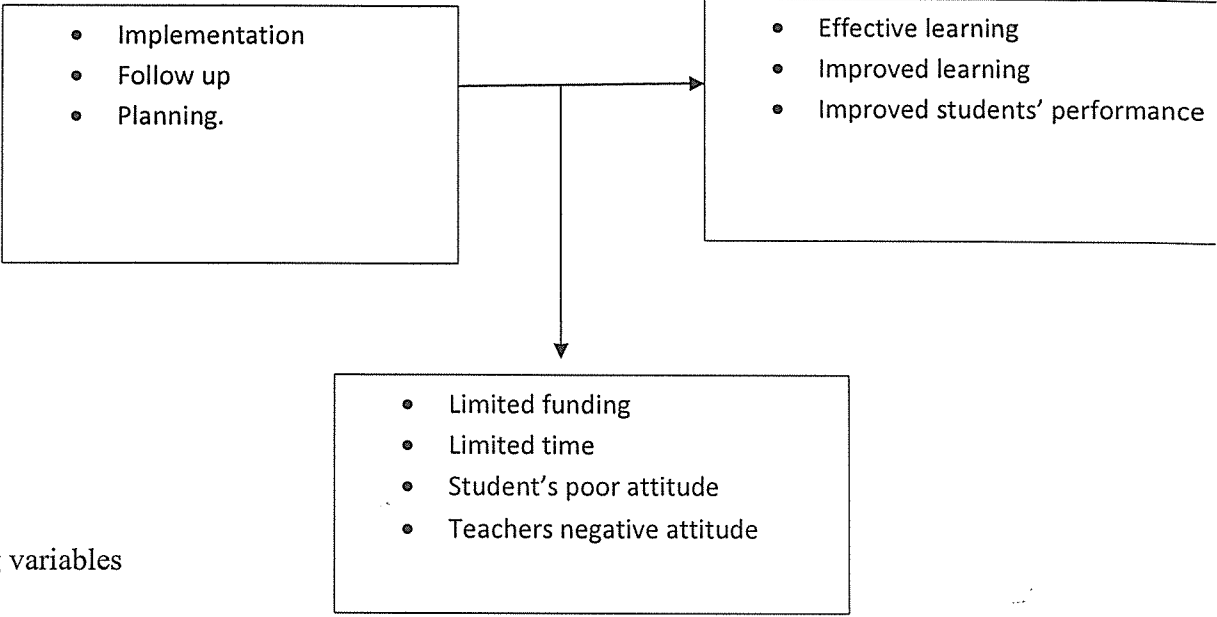 • Implementation
• Follow up
• Planning.
• Effective learning
• Improved learning
• Improved students' performance
• Limited funding
• Limited time
• Student's poor attitude
• Teachers negative attitude
variables